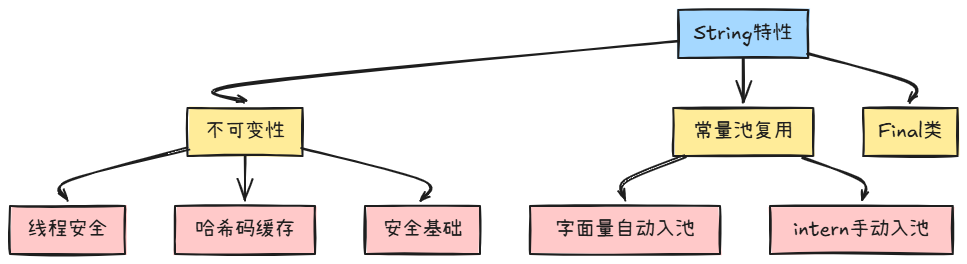 String特性
不可变性
常量池复用
Final类
线程安全
哈希码缓存
安全基础
字面量自动入池
intern手动入池